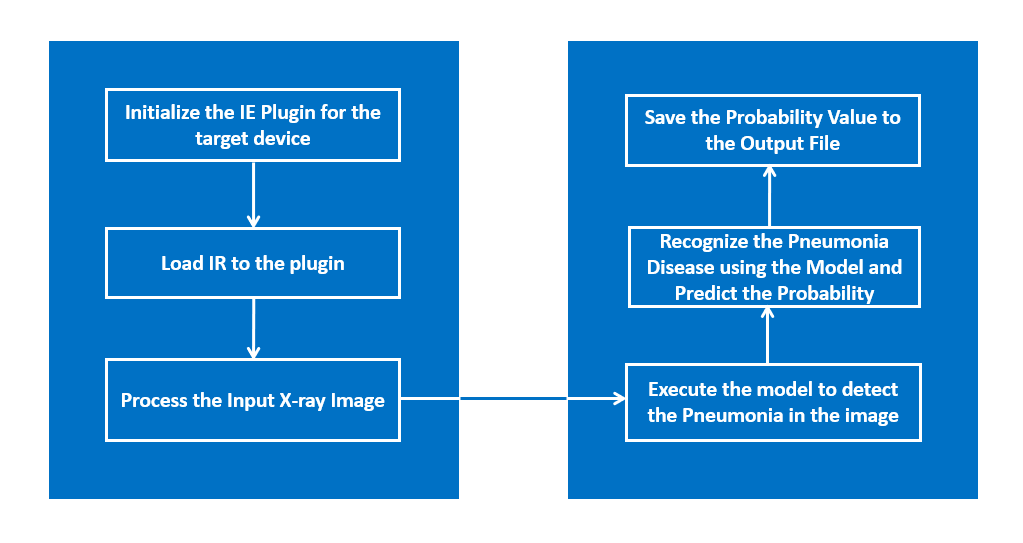 Initialize the IE Plugin for the
target device
Load IR to the plugin
Process the Input X-ray Image
Save the Probability Value to
the Output File
Recognize the Pneumonia
Disease using the Model and
Predict the Probability
Execute the model to detect
the Pneumonia in the image